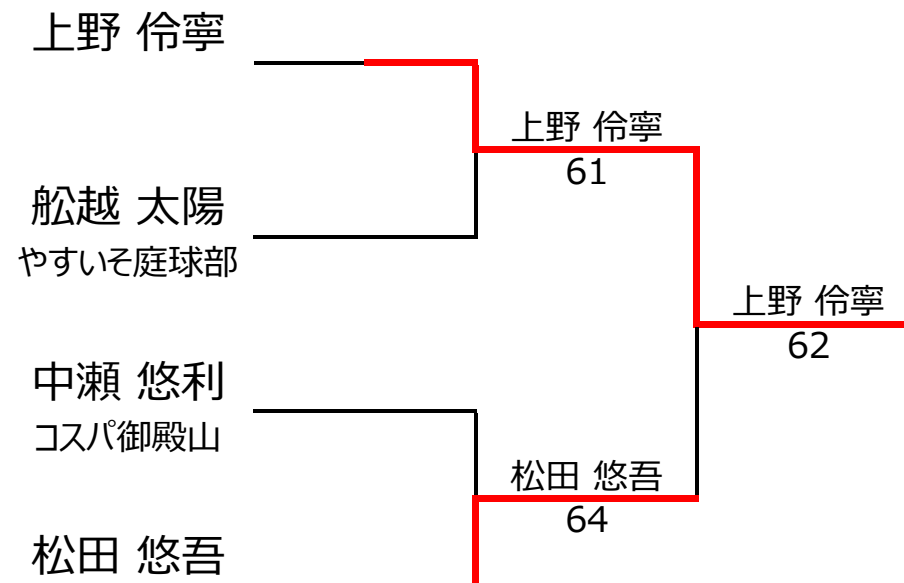 上野 伶寧
上野 伶寧
61
舩越 太陽
やすいそ庭球部
上野 伶寧
62
中瀬 悠利
コスパ御殿山
松田 悠吾
64
松田 悠吾